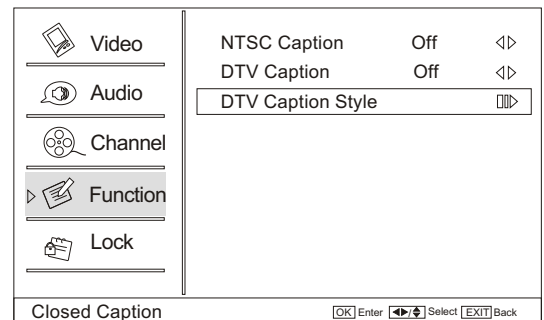 Video
Audio
Channel
Function
Lock
NTSC Caption Off
DTV Caption Off
DTV Caption Style
Closed Caption
OK Enter Select EXIT Back